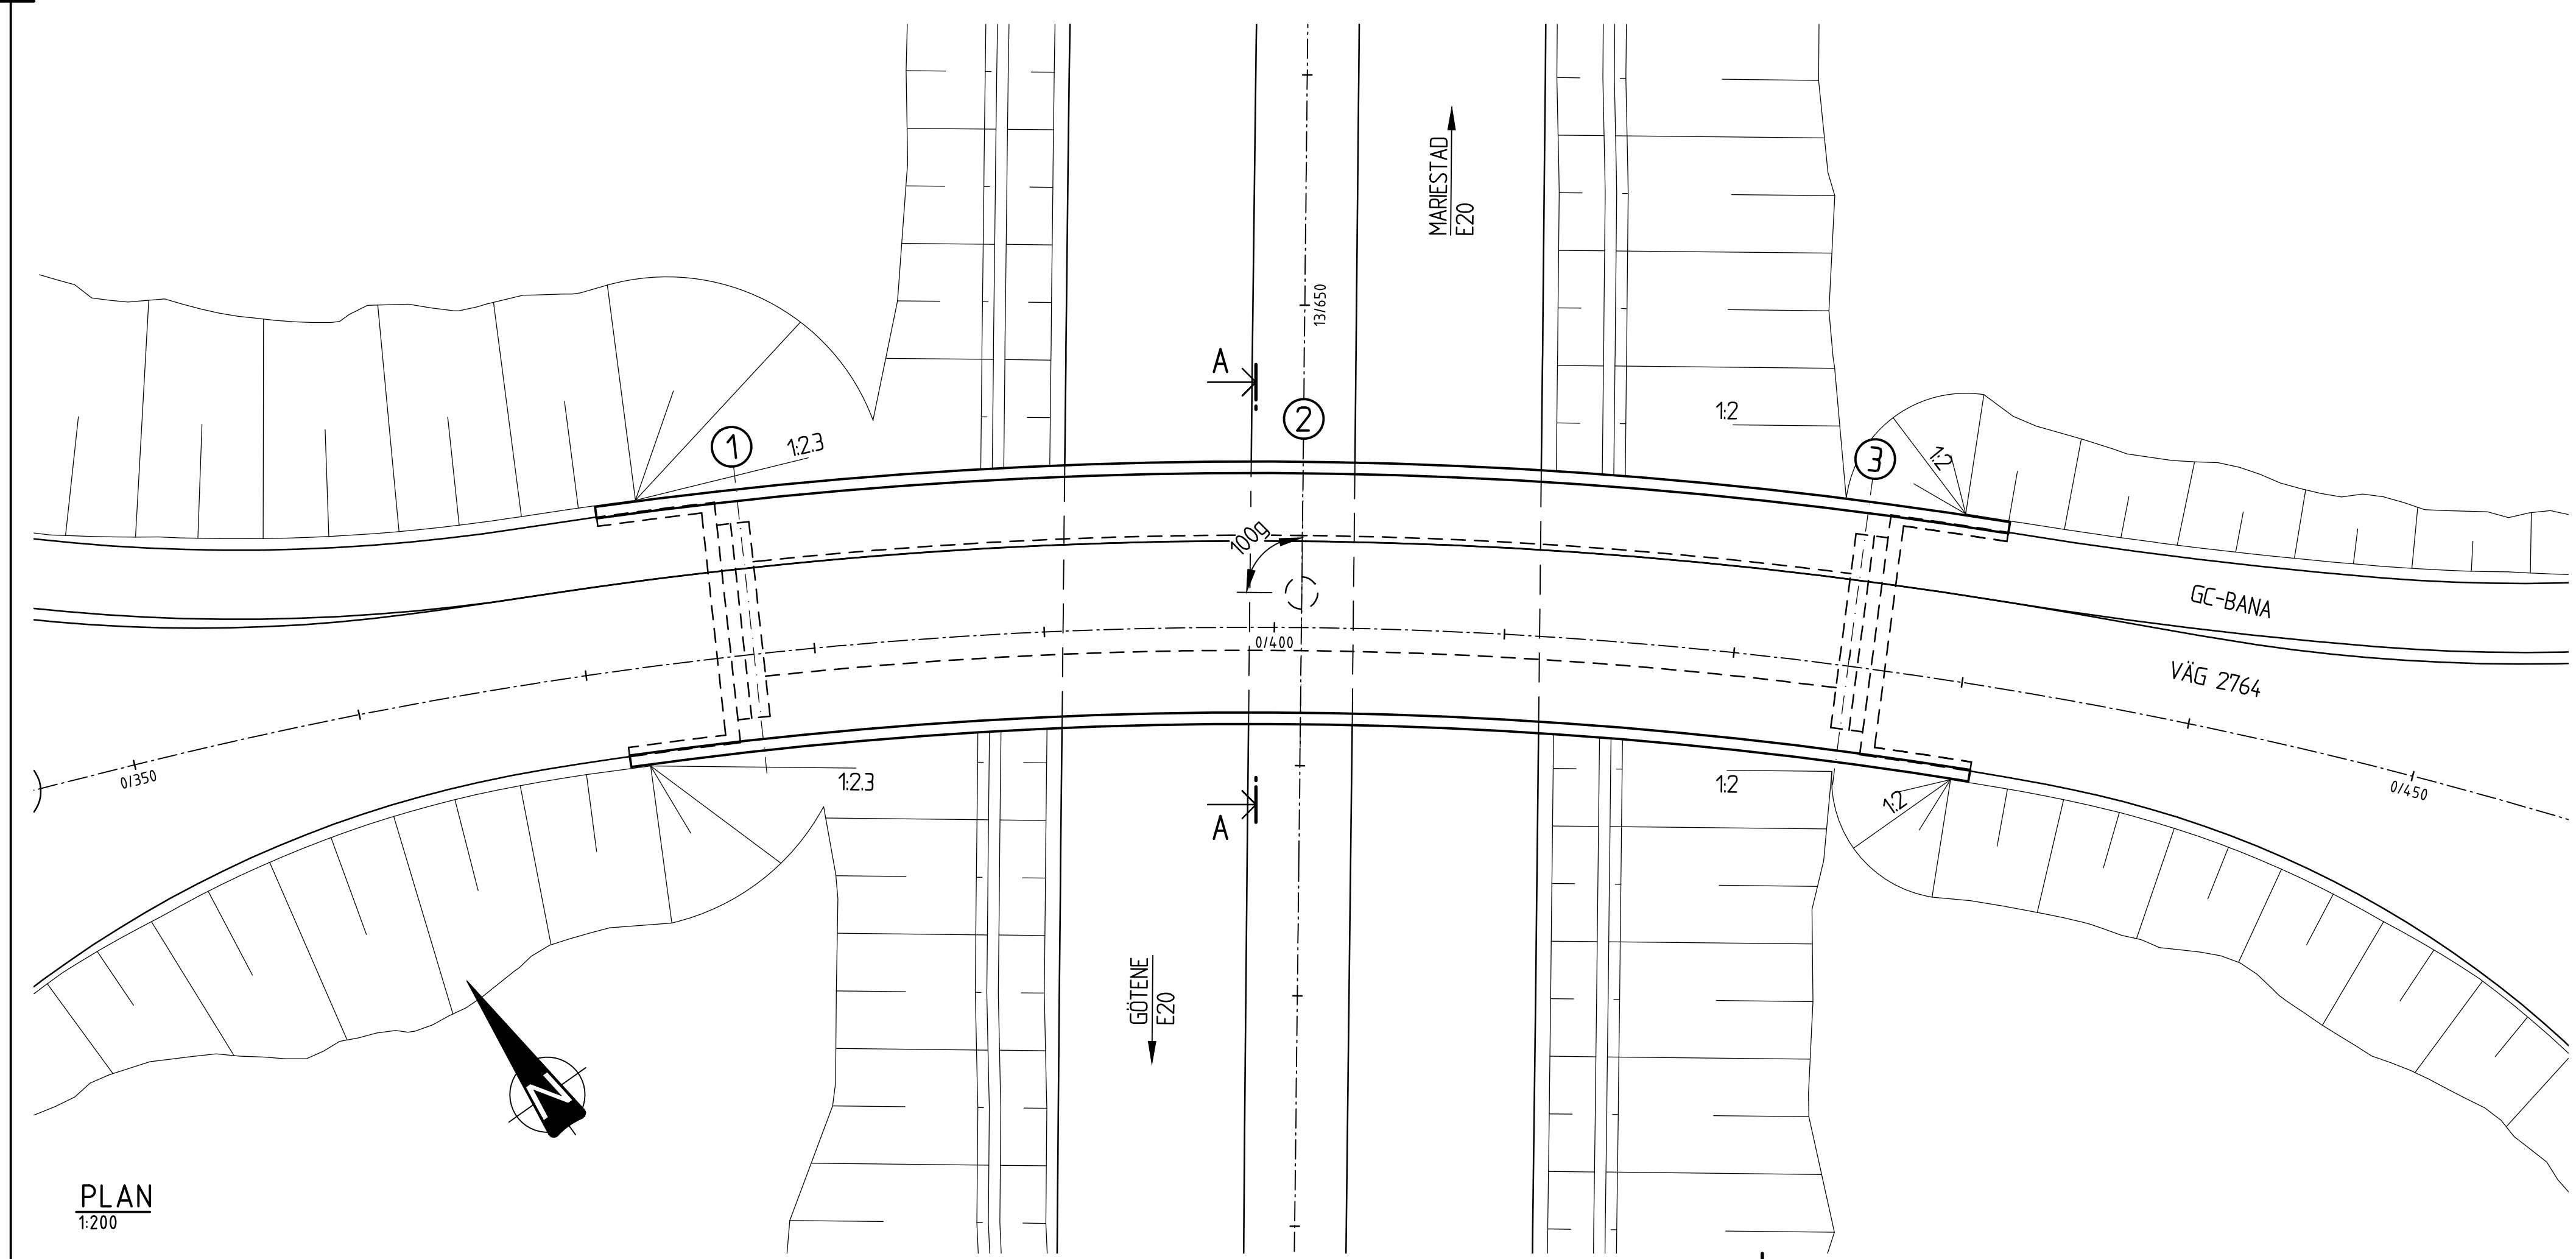 MARIESTAD
E20
13/650
A
1:2
2
1
1:2.3
3
1:2
100g
GC-BANA
0/400
VÄG 2764
0/350
1:2.3
1:2
1:2
0/450
A
GÖTENE
E20
N
PLAN
1:200